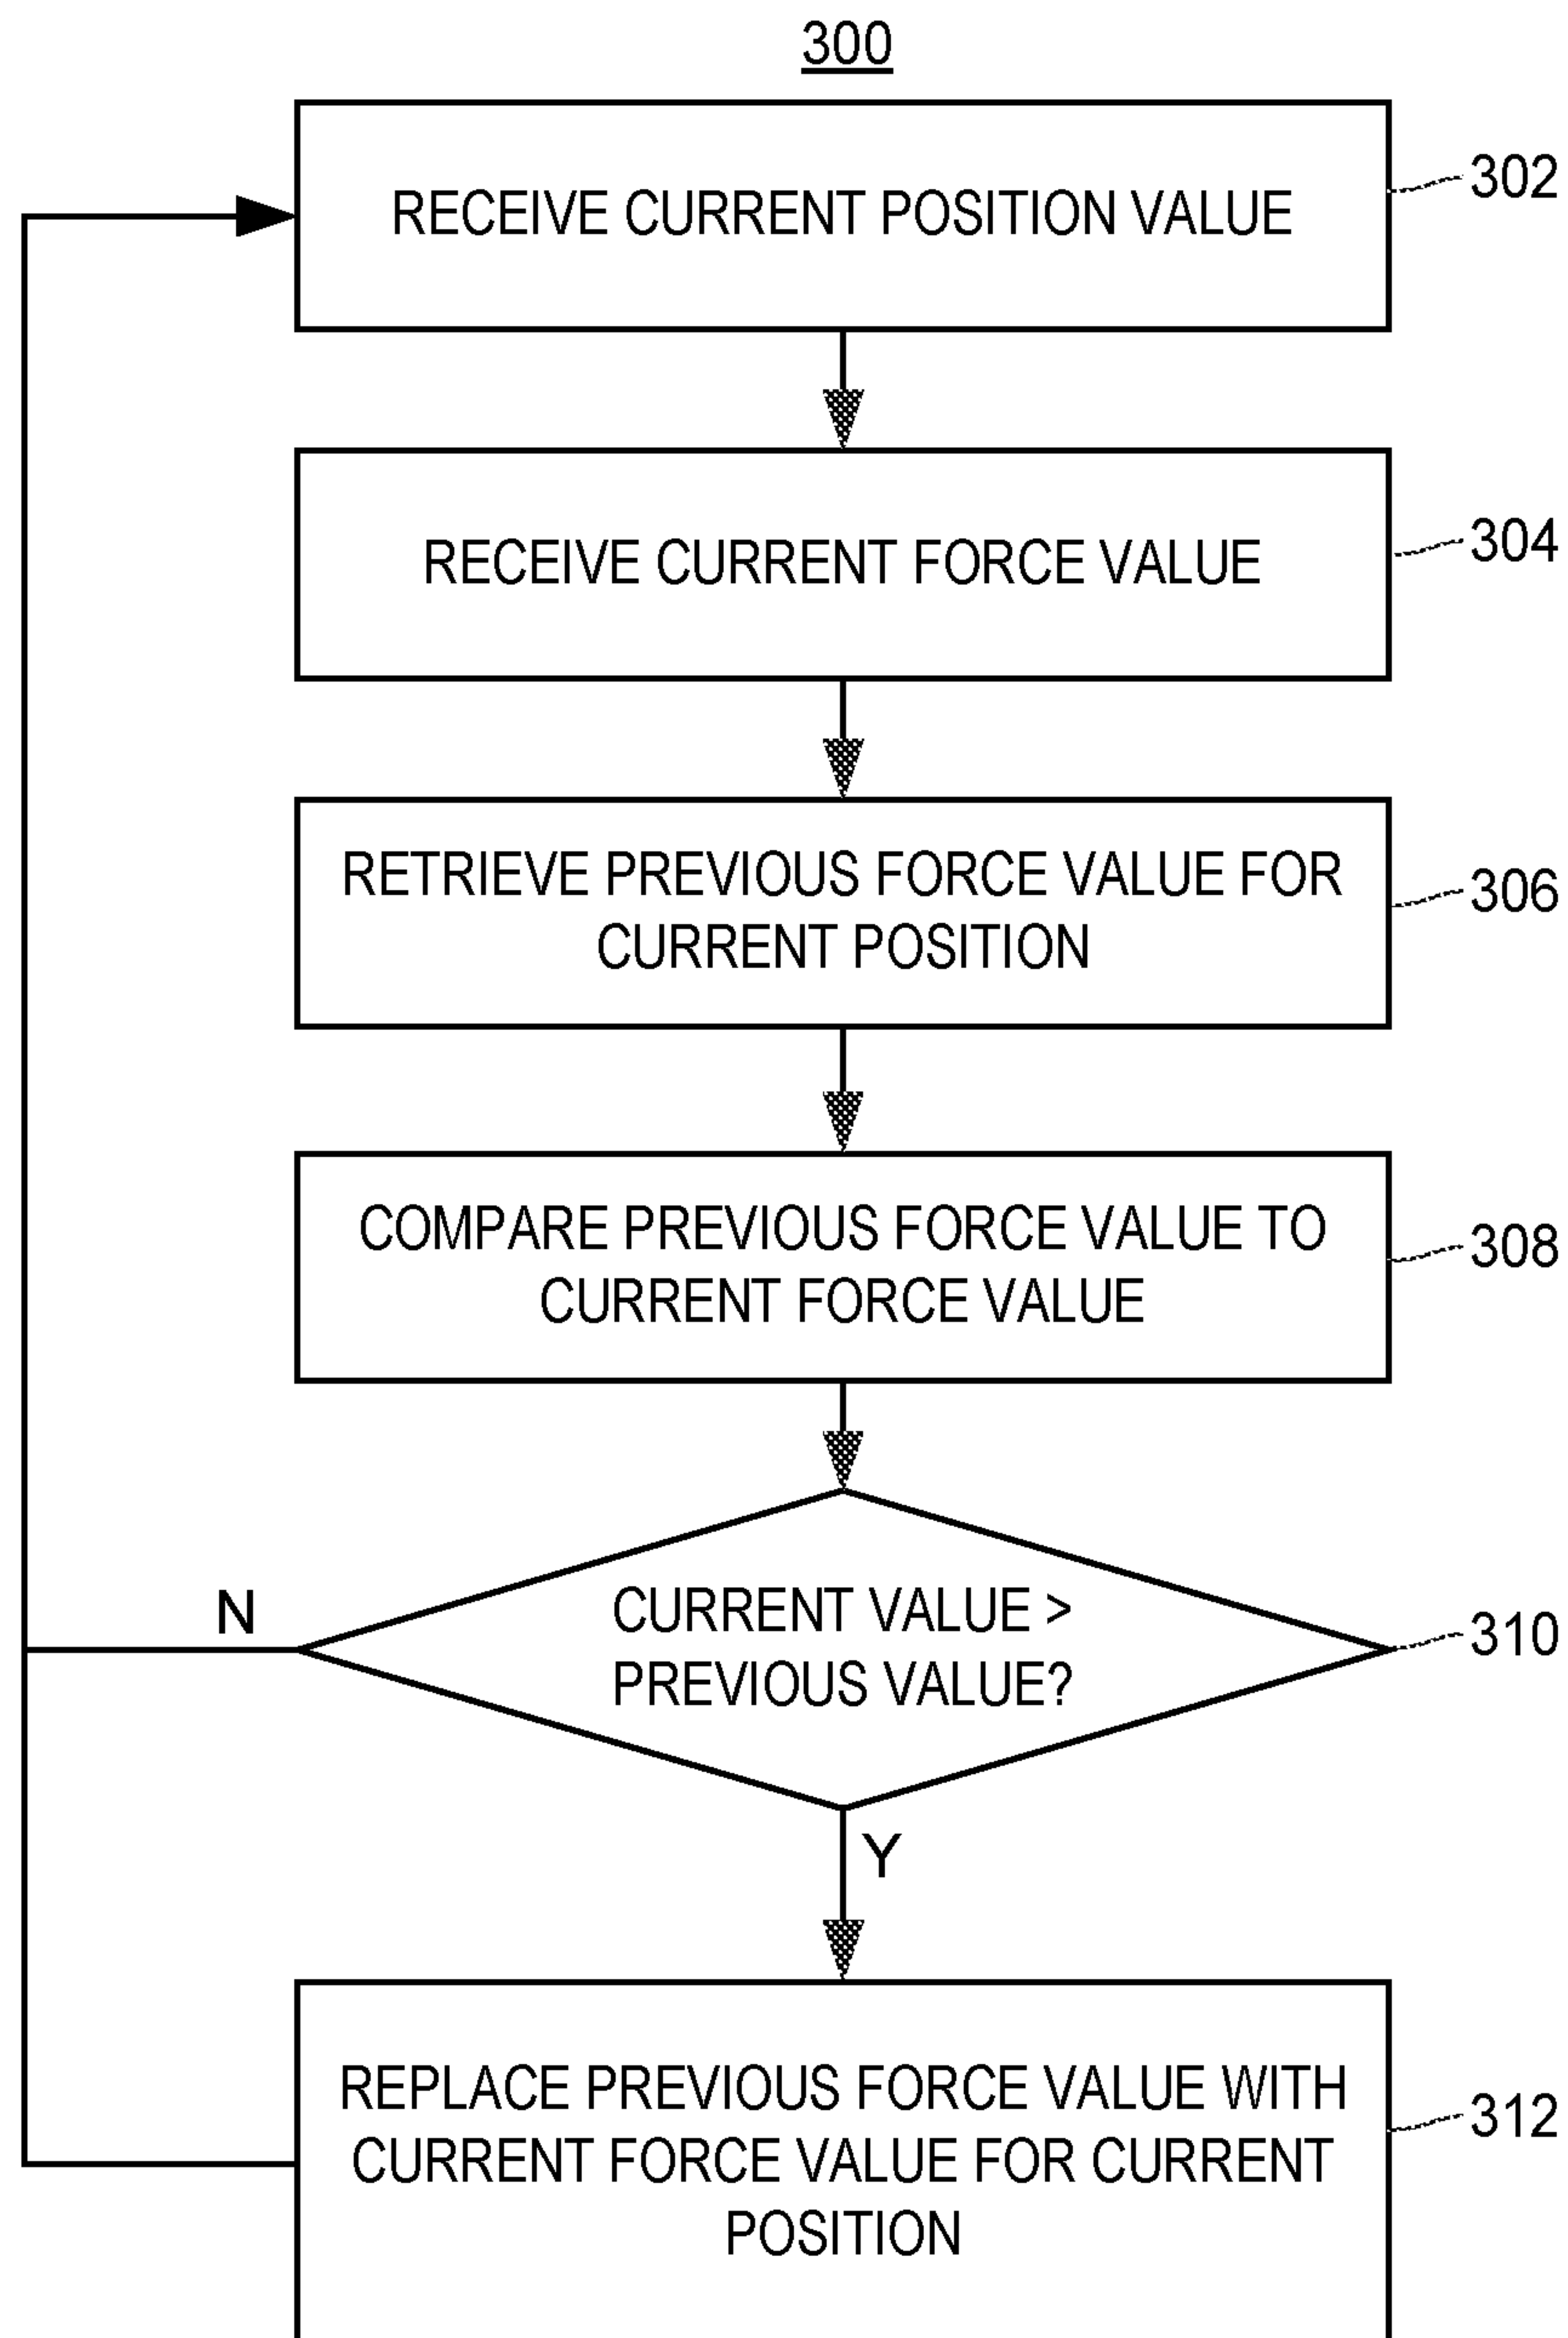 300
RECEIVE CURRENT POSITION VALUE
302
RECEIVE CURRENT FORCE VALUE
304
RETRIEVE PREVIOUS FORCE VALUE FOR
CURRENT POSITION
306
COMPARE PREVIOUS FORCE VALUE TO
CURRENT FORCE VALUE
308
N
CURRENT VALUE >
PREVIOUS VALUE?
310
Y
REPLACE PREVIOUS FORCE VALUE WITH
CURRENT FORCE VALUE FOR CURRENT
POSITION
312